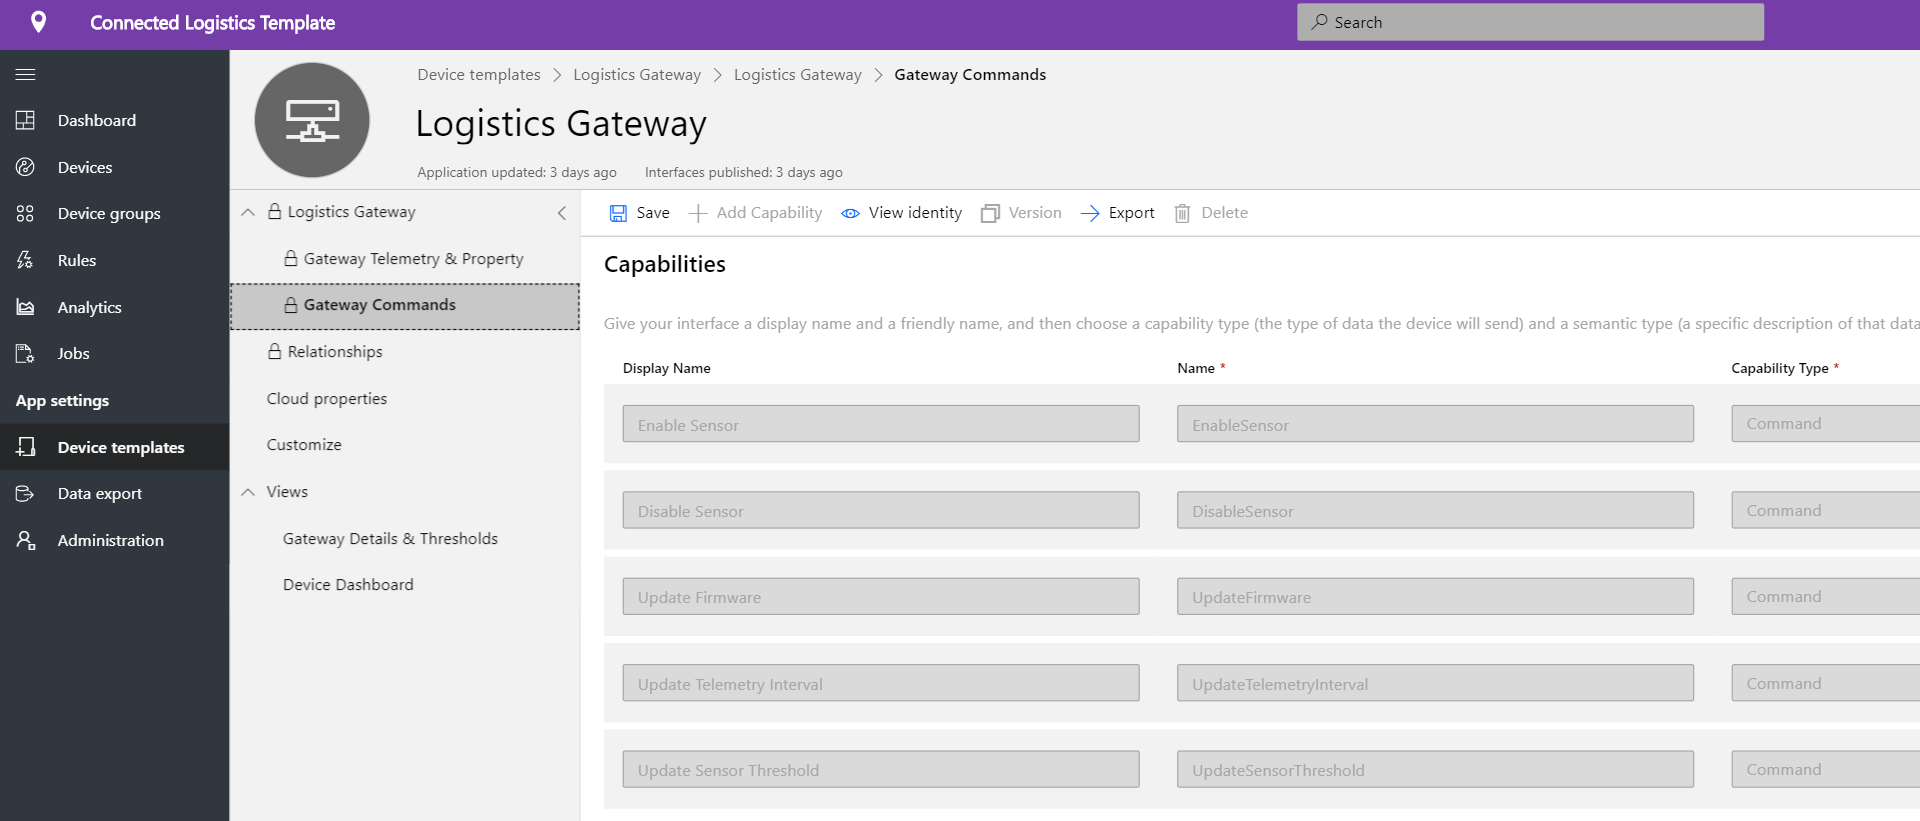 Connected Logistics Template
Search
Dashboard
Devices
Device groups
Rules
Analytics
Jobs
App settings
Device templates
Data export
Administration
Device templates > Logistics Gateway > Logistics Gateway > Gateway Commands
Logistics Gateway
Application updated: 3 days ago Interfaces published: 3 days ago
Logistics Gateway
Gateway Telemetry & Property
Gateway Commands
Relationships
Cloud properties
Customize
Views
Gateway Details & Thresholds
Device Dashboard
Save Add Capability View identity Version Export Delete
Capabilities
Give your interface a display name and a friendly name, and then choose a capability type (the type of data the device will send) and a semantic type (a specific description of that data
Display Name Name * Capability Type *
Enable Sensor EnableSensor Command
Disable Sensor DisableSensor Command
Update Firmware UpdateFirmware Command
Update Telemetry Interval UpdateTelemetryInterval Command
Update Sensor Threshold UpdateSensorThreshold Command